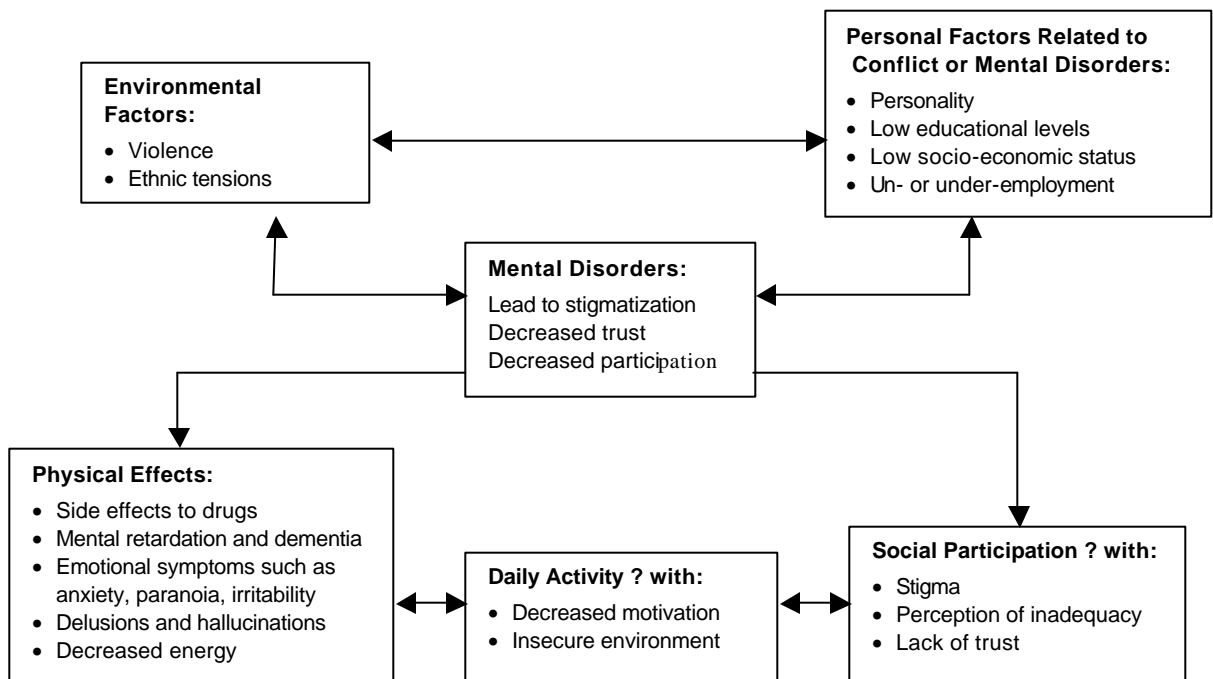 Environmental
Factors:
• Violence
• Ethnic tensions
Personal Factors Related to
Conflict or Mental Disorders:
• Personality
• Low educational levels
• Low socio-economic status
• Un- or under-employment
Mental Disorders:
Lead to stigmatization
Decreased trust
Decreased participation
Physical Effects:
• Side effects to drugs
• Mental retardation and dementia
• Emotional symptoms such as
anxiety, paranoia, irritability
• Delusions and hallucinations
• Decreased energy
Daily Activity ? with:
• Decreased motivation
• Insecure environment
Social Participation ? with:
• Stigma
• Perception of inadequacy
• Lack of trust